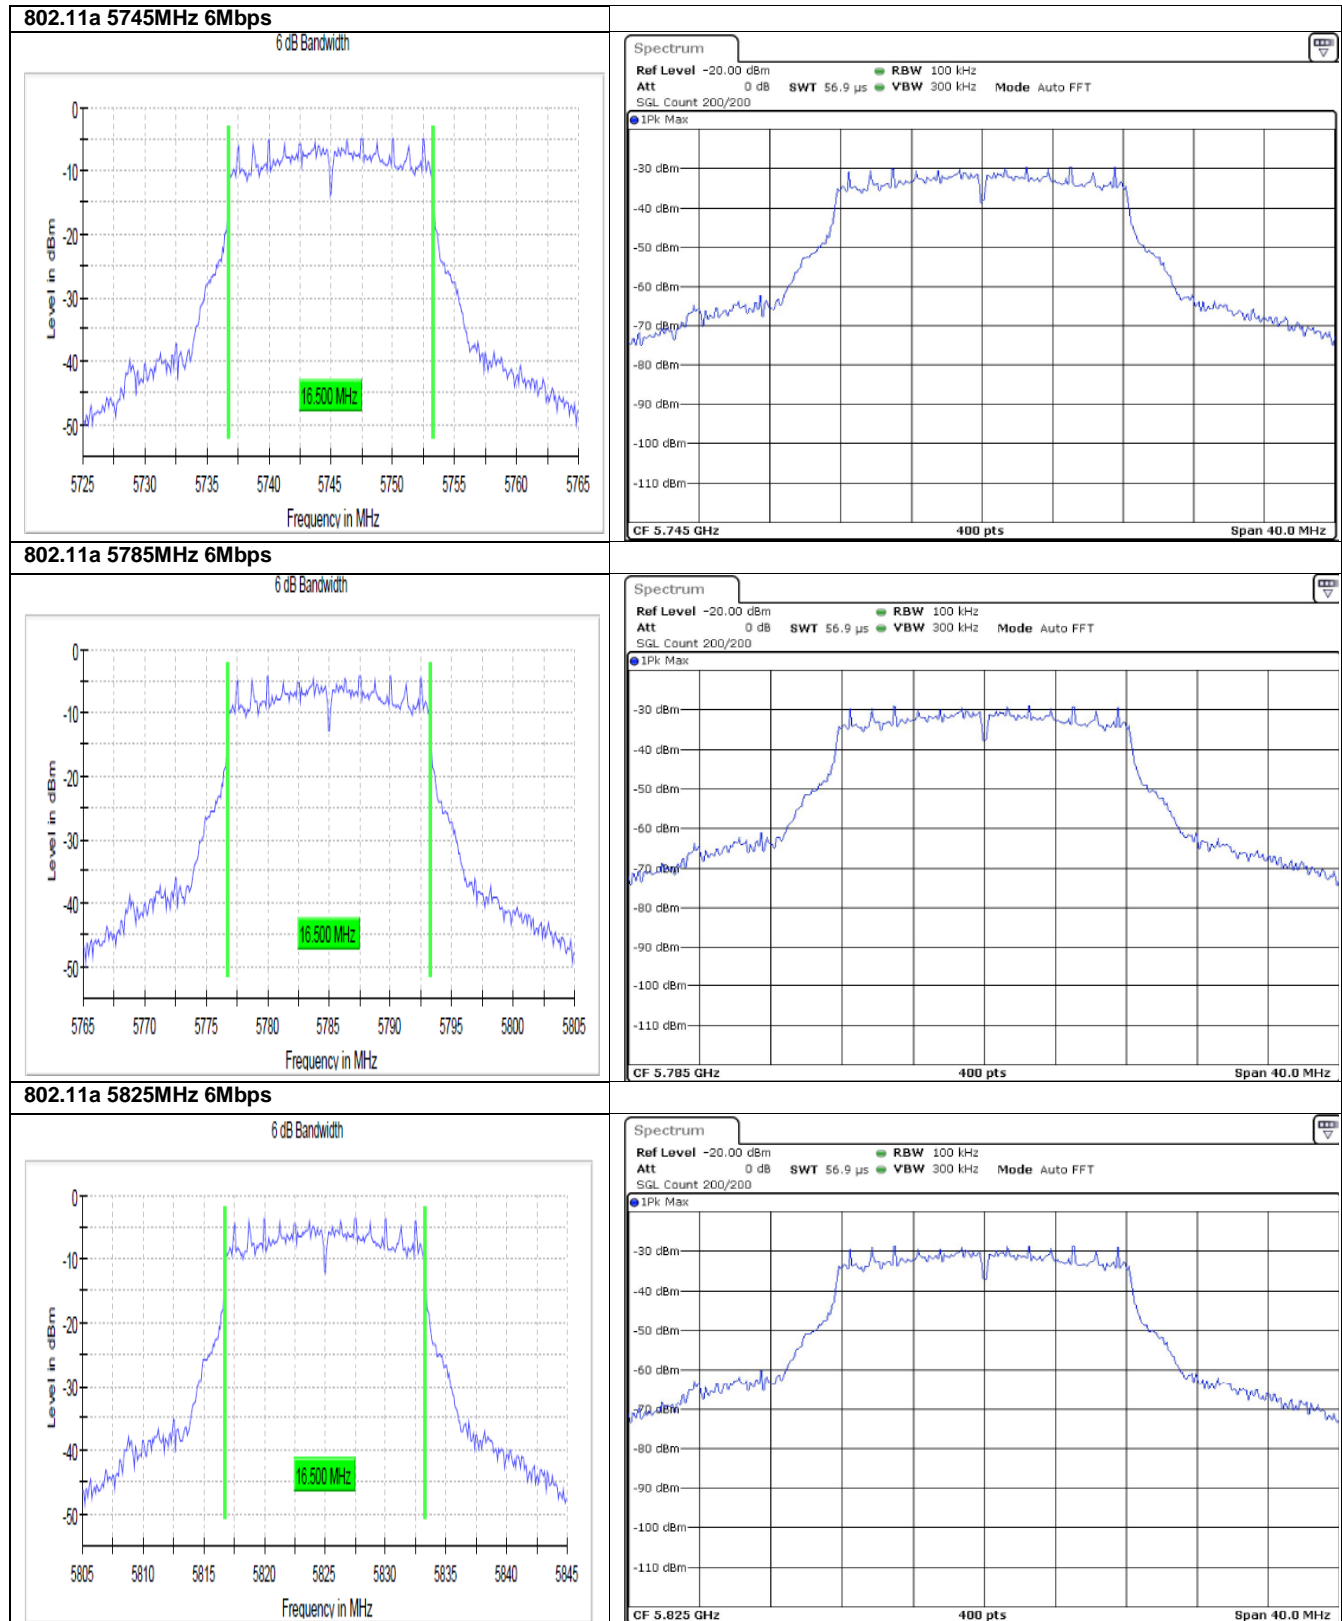 802.11a 5745MHz 6Mbps
6 dB Bandwidth
Level in dBm
0
-10
-20
-30
-40
-50
16.500 MHz
5725 5730 5735 5740 5745 5750 5755 5760 5765
Frequency in MHz
Spectrum
Ref Level -20.00 dBm RBW 100 kHz
Att 0 dB SWT 56.9 µs VBW 300 kHz Mode Auto FFT
SGL Count 200/200
1Pk Max
-30 dBm
-40 dBm
-50 dBm
-60 dBm
-70 dBm
-80 dBm
-90 dBm
-100 dBm
-110 dBm
CF 5.745 GHz 400 pts Span 40.0 MHz
802.11a 5785MHz 6Mbps
6 dB Bandwidth
Level in dBm
0
-10
-20
-30
-40
-50
16.500 MHz
5765 5770 5775 5780 5785 5790 5795 5800 5805
Frequency in MHz
Spectrum
Ref Level -20.00 dBm RBW 100 kHz
Att 0 dB SWT 56.9 µs VBW 300 kHz Mode Auto FFT
SGL Count 200/200
1Pk Max
-30 dBm
-40 dBm
-50 dBm
-60 dBm
-70 dBm
-80 dBm
-90 dBm
-100 dBm
-110 dBm
CF 5.785 GHz 400 pts Span 40.0 MHz
802.11a 5825MHz 6Mbps
6 dB Bandwidth
Level in dBm
0
-10
-20
-30
-40
-50
16.500 MHz
5805 5810 5815 5820 5825 5830 5835 5840 5845
Frequency in MHz
Spectrum
Ref Level -20.00 dBm RBW 100 kHz
Att 0 dB SWT 56.9 µs VBW 300 kHz Mode Auto FFT
SGL Count 200/200
1Pk Max
-30 dBm
-40 dBm
-50 dBm
-60 dBm
-70 dBm
-80 dBm
-90 dBm
-100 dBm
-110 dBm
CF 5.825 GHz 400 pts Span 40.0 MHz